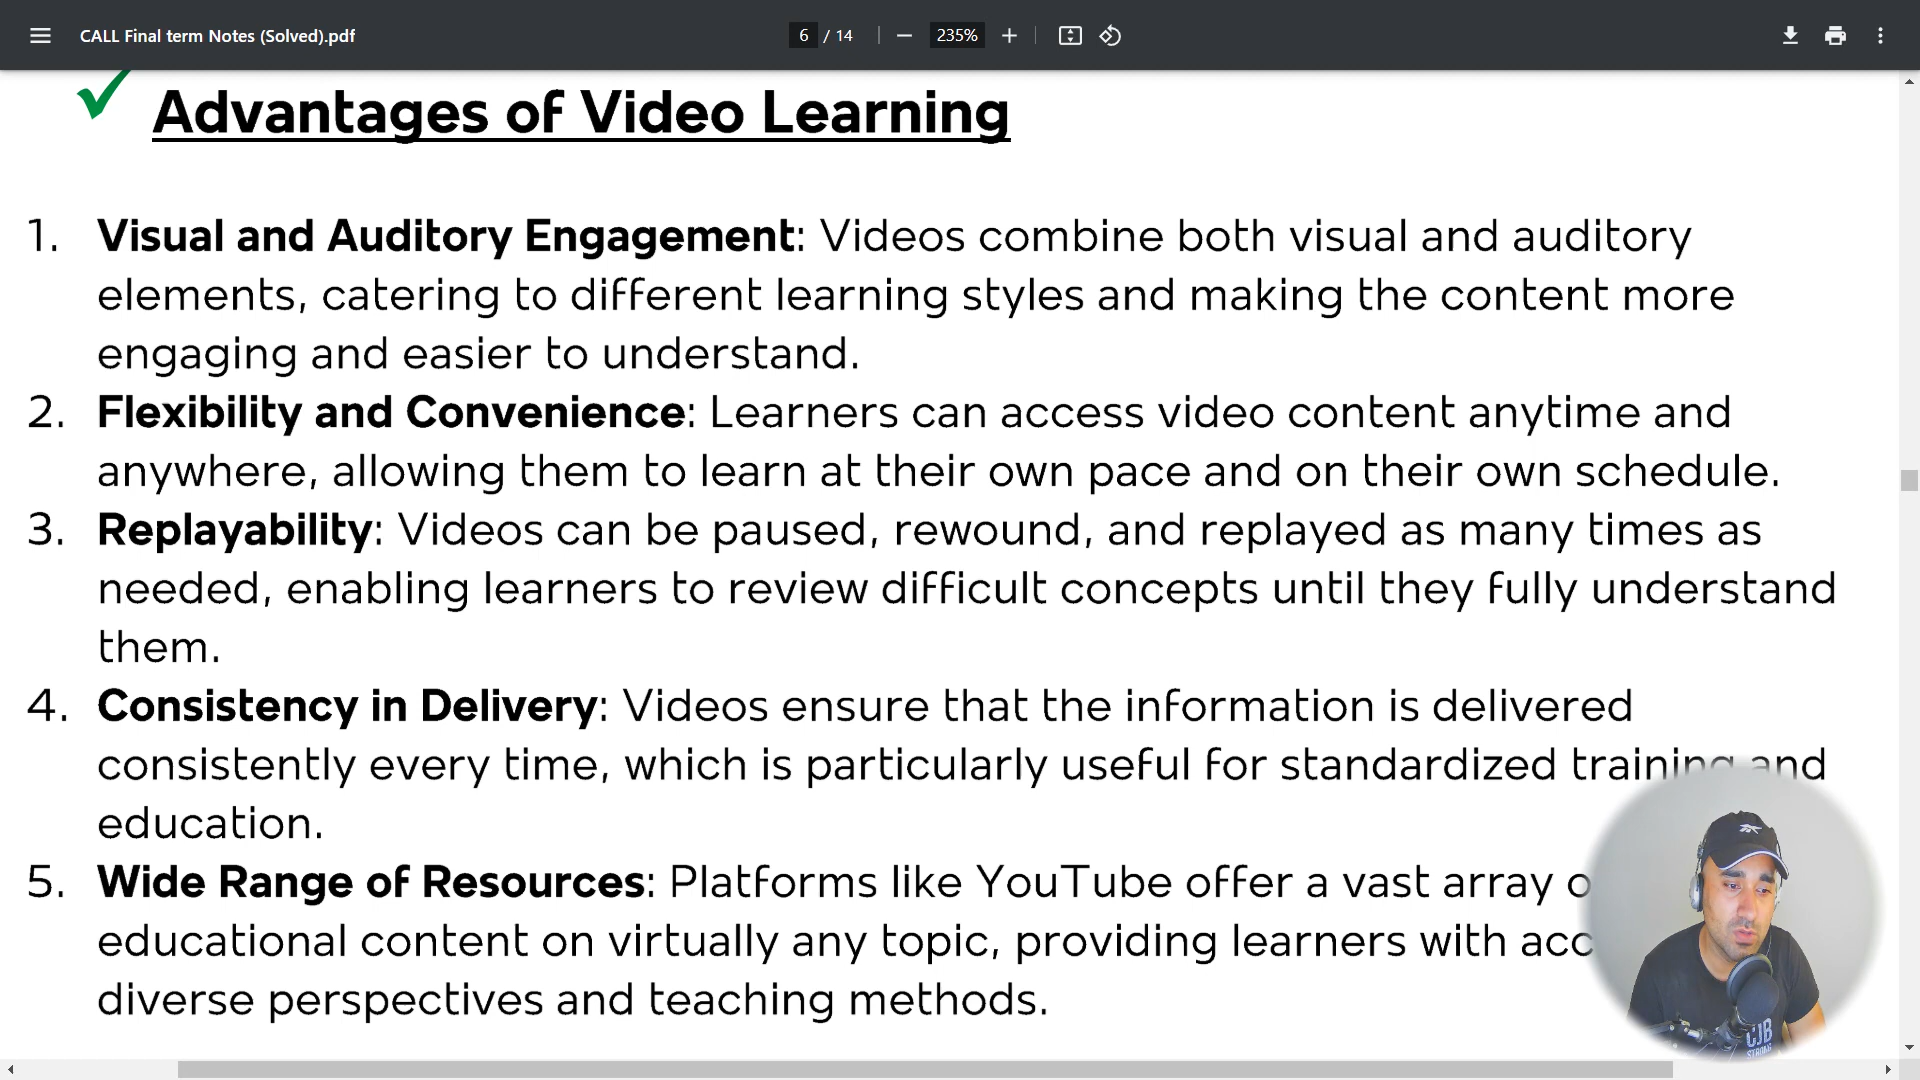 CALL Final term Notes (Solved).pdf
6 / 14
235%
Advantages of Video Learning
1. Visual and Auditory Engagement: Videos combine both visual and auditory
elements, catering to different learning styles and making the content more
engaging and easier to understand.
2. Flexibility and Convenience: Learners can access video content anytime and
anywhere, allowing them to learn at their own pace and on their own schedule.
3. Replayability: Videos can be paused, rewound, and replayed as many times as
needed, enabling learners to review difficult concepts until they fully understand
them.
4. Consistency in Delivery: Videos ensure that the information is delivered
consistently every time, which is particularly useful for standardized training and
education.
5. Wide Range of Resources: Platforms like YouTube offer a vast array
educational content on virtually any topic, providing learners with
diverse perspectives and teaching methods.
CJB
STRONG